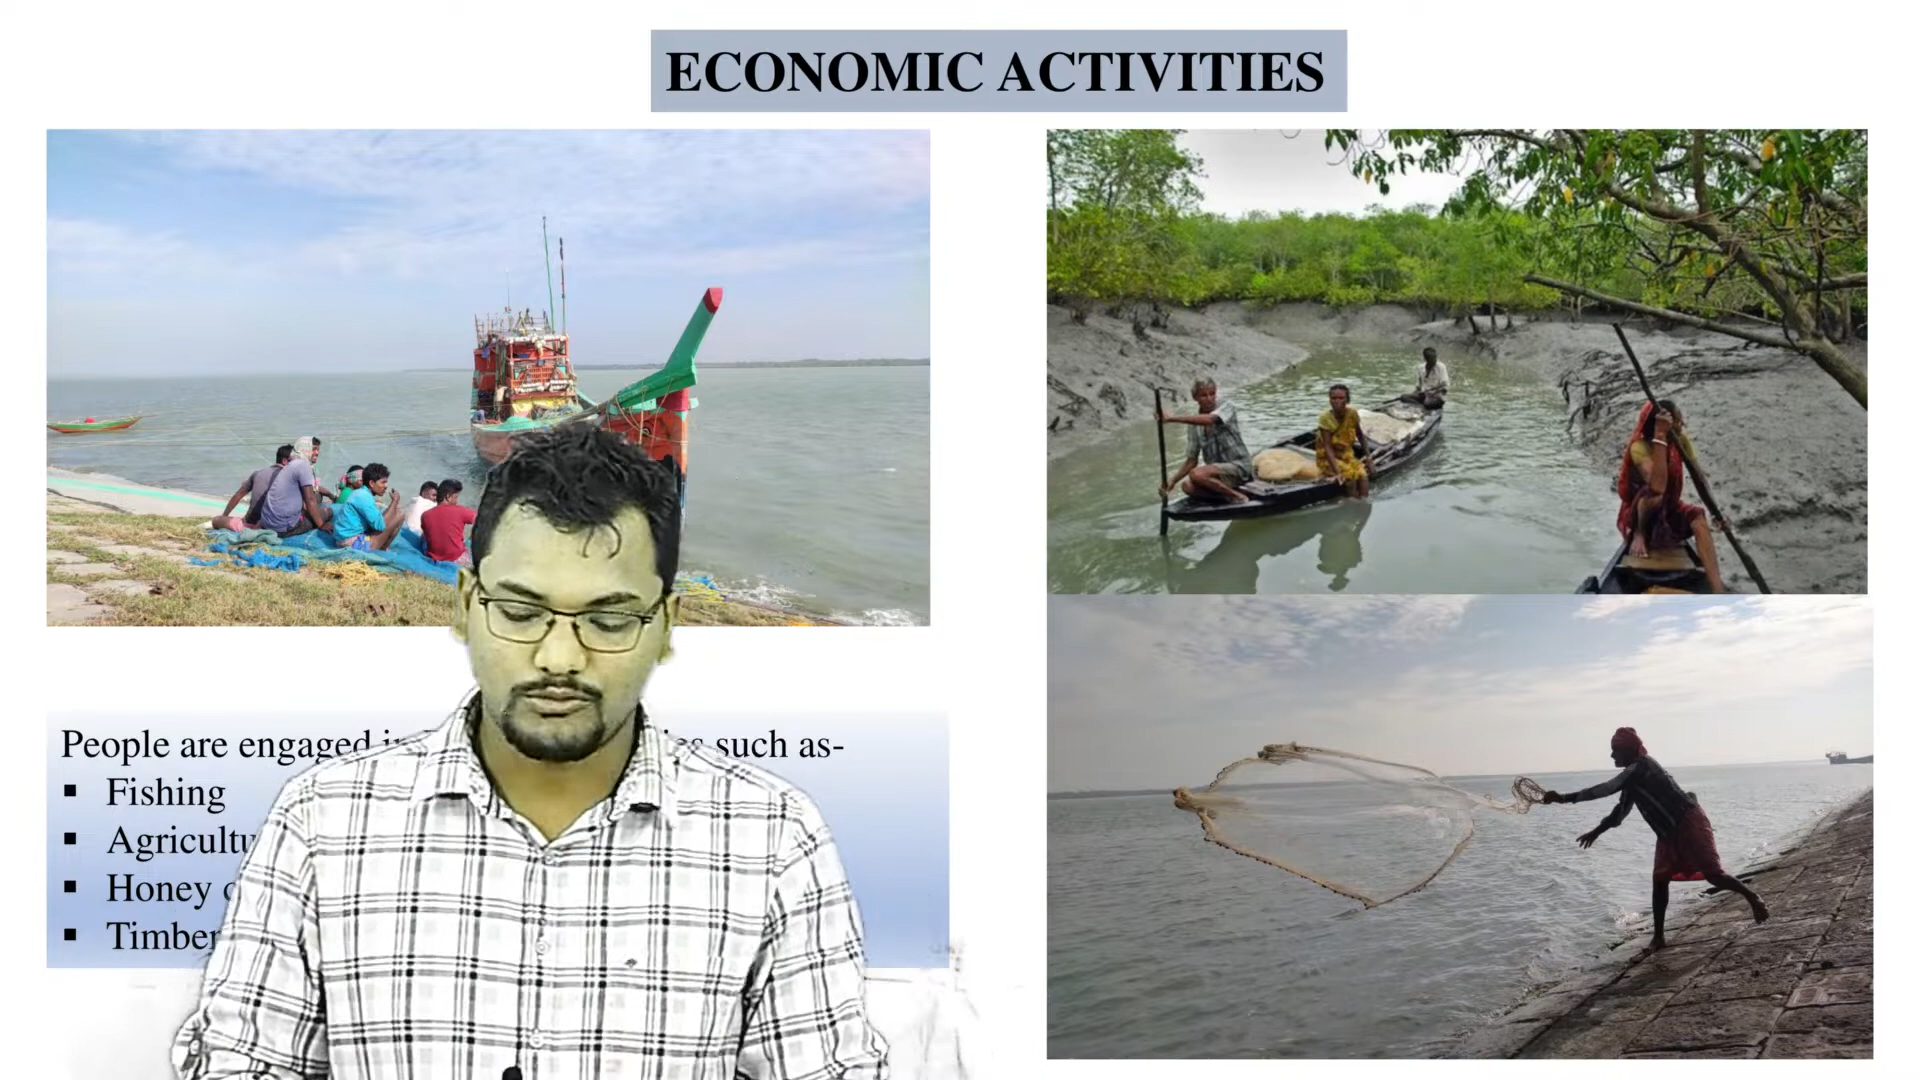 ECONOMIC ACTIVITIES
People are engaged such as-
▪ Fishing
▪
▪ Honey
▪ Timber